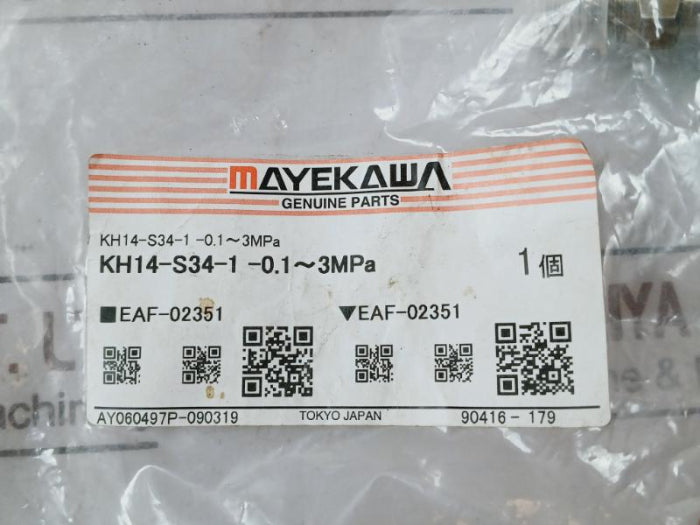 MAYEKAWA
GENUINE PARTS
KH14-S34-1 -0.1~3MPa
KH14-S34-1 -0.1~3MPa 1個
■EAF-02351 ▼EAF-02351
AY060497P-090319 TOKYO JAPAN 90416-179